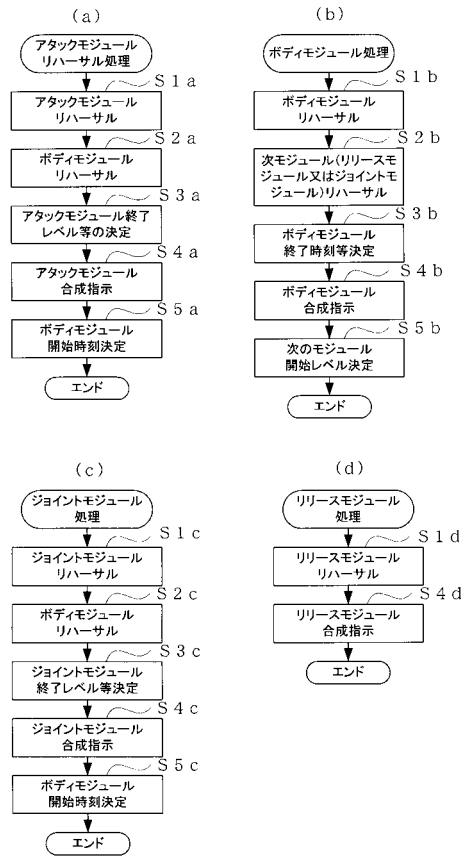 (a)
アタックモジュール
リハーサル処理
S1a
アタックモジュール
リハーサル
S2a
ボディモジュール
リハーサル
S3a
アタックモジュール終了
レベル等の決定
S4a
アタックモジュール
合成指示
S5a
ボディモジュール
開始時刻決定
エンド
(b)
ボディモジュール処理
S1b
ボディモジュール
リハーサル
S2b
次モジュール(リリースモ
ジュール又はジョイントモ
ジュール)リハーサル
S3b
ボディモジュール
終了時刻等決定
S4b
ボディモジュール
合成指示
S5b
次のモジュール
開始レベル決定
エンド
(c)
ジョイントモジュール
処理
S1c
ジョイントモジュール
リハーサル
S2c
ボディモジュール
リハーサル
S3c
ジョイントモジュール
終了レベル等決定
S4c
ジョイントモジュール
合成指示
S5c
ボディモジュール
開始時刻決定
エンド
(d)
リリースモジュール
処理
S1d
リリースモジュール
リハーサル
S4d
リリースモジュール
合成指示
エンド